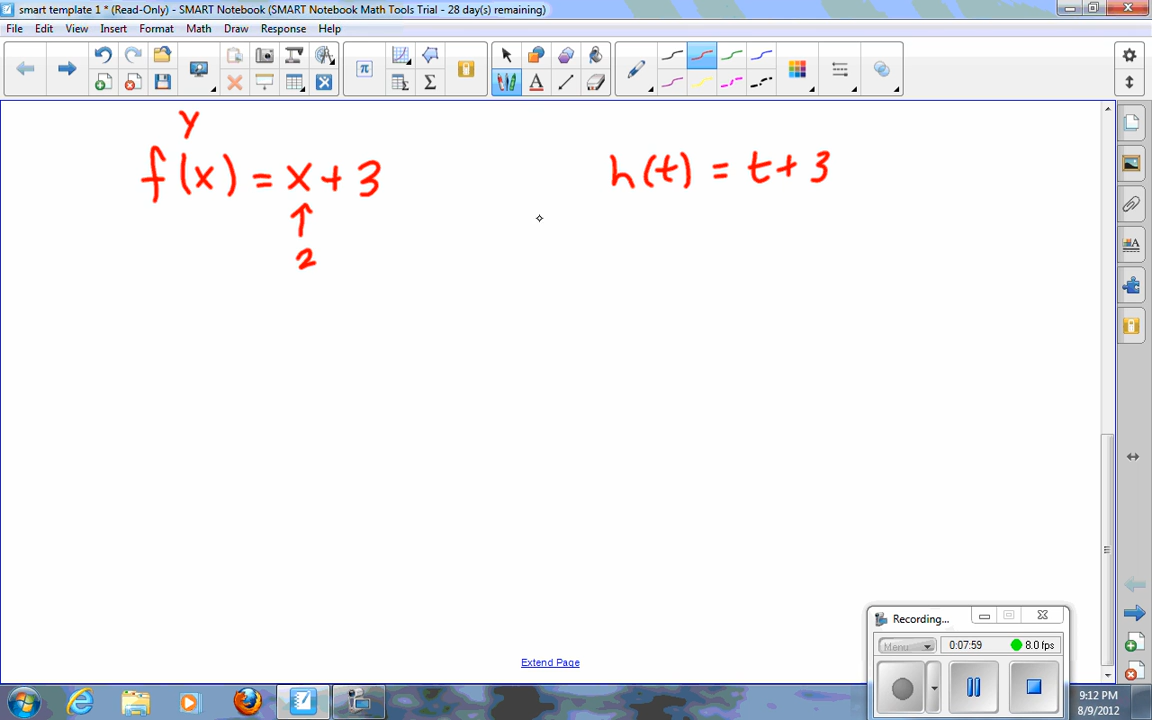 smart template 1 * (Read-Only) - SMART Notebook (SMART Notebook Math Tools Trial - 28 day(s) remaining)
File Edit View Insert Format Math Draw Response Help
π Σ A
y
f(x) = x + 3
h(t) = t + 3
↑
2
Extend Page
Recording...
Menu 0:07:59 8.0 fps
9:12 PM
8/9/2012